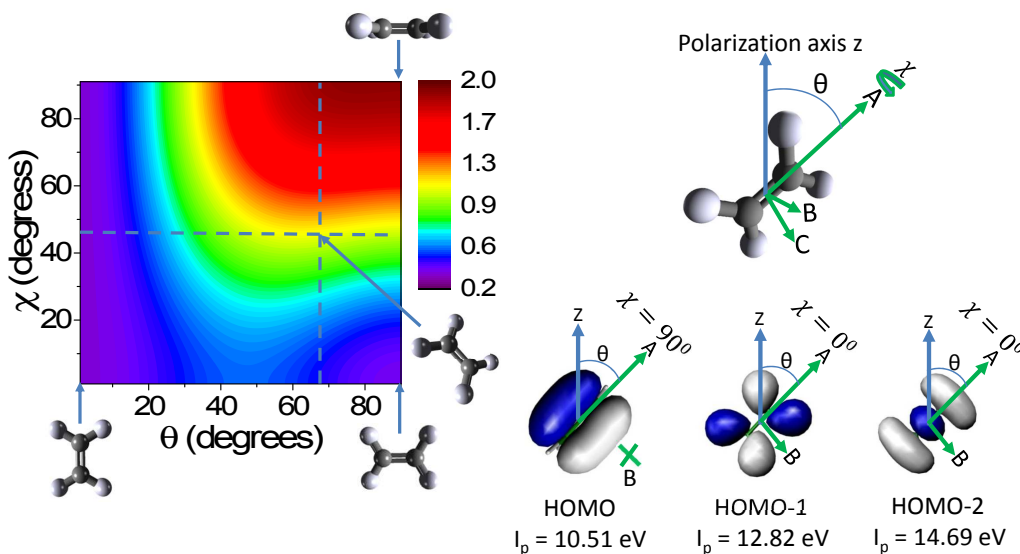 2.0
1.7
1.3
0.9
0.6
0.2
80
60
40
20
χ (degress)
20 40 60 80
θ (degrees)
Polarization axis z
θ
χ
A
B
C
z
θ
χ = 90⁰
A
B
HOMO
Iₚ = 10.51 eV
z
θ
χ = 0⁰
A
B
HOMO-1
Iₚ = 12.82 eV
z
θ
χ = 0⁰
A
B
HOMO-2
Iₚ = 14.69 eV